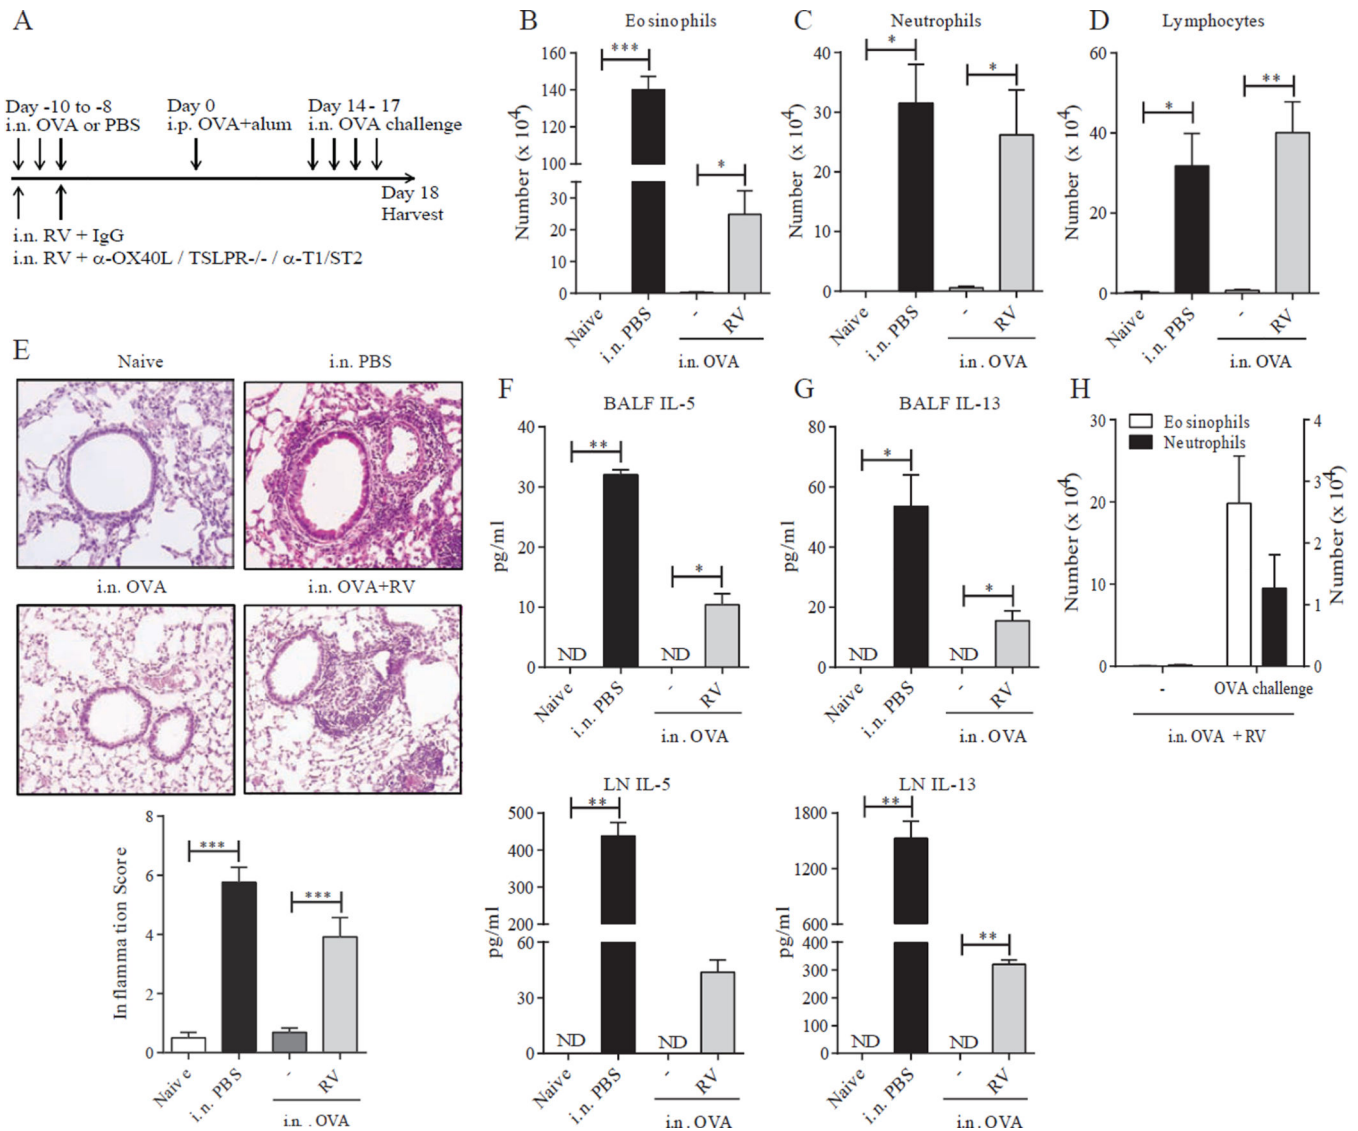 A
Day -10 to -8
i.n. OVA or PBS
Day 0
i.p. OVA+alum
Day 14 - 17
i.n. OVA challenge
Day 18
Harvest
i.n. RV + IgG
i.n. RV + α-OX40L / TSLPR-/- / α-T1/ST2
B
Eosinophils
Number (x 10⁴)
160
140
120
100
30
20
10
0
***
*
Naive
i.n. PBS
-
RV
i.n. OVA
C
Neutrophils
Number (x 10⁴)
40
30
20
10
0
*
*
Naive
i.n. PBS
-
RV
i.n. OVA
D
Lymphocytes
Number (x 10⁴)
60
40
20
0
*
**
Naive
i.n. PBS
-
RV
i.n. OVA
E
Naive
i.n. PBS
i.n. OVA
i.n. OVA+RV
Inflammation Score
8
6
4
2
0
***
***
Naive
i.n. PBS
-
RV
i.n. . OVA
F
BALF IL-5
pg/ml
40
30
20
10
0
**
*
ND
ND
Naive
i.n. PBS
-
RV
i.n . OVA
LN IL-5
pg/ml
500
400
300
200
60
30
0
**
ND
ND
Naive
i.n. PBS
-
RV
i.n . OVA
G
BALF IL-13
pg/ml
80
60
40
20
0
*
*
ND
ND
Naive
i.n. PBS
-
RV
i.n . OVA
LN IL-13
pg/ml
1800
1200
600
400
300
200
100
0
**
**
ND
ND
Naive
i.n. PBS
-
RV
i.n . OVA
H
Eosinophils
Neutrophils
Number (x 10⁴)
30
20
10
0
Number (x 10⁴)
4
3
2
1
0
-
OVA challenge
i.n. OVA + RV